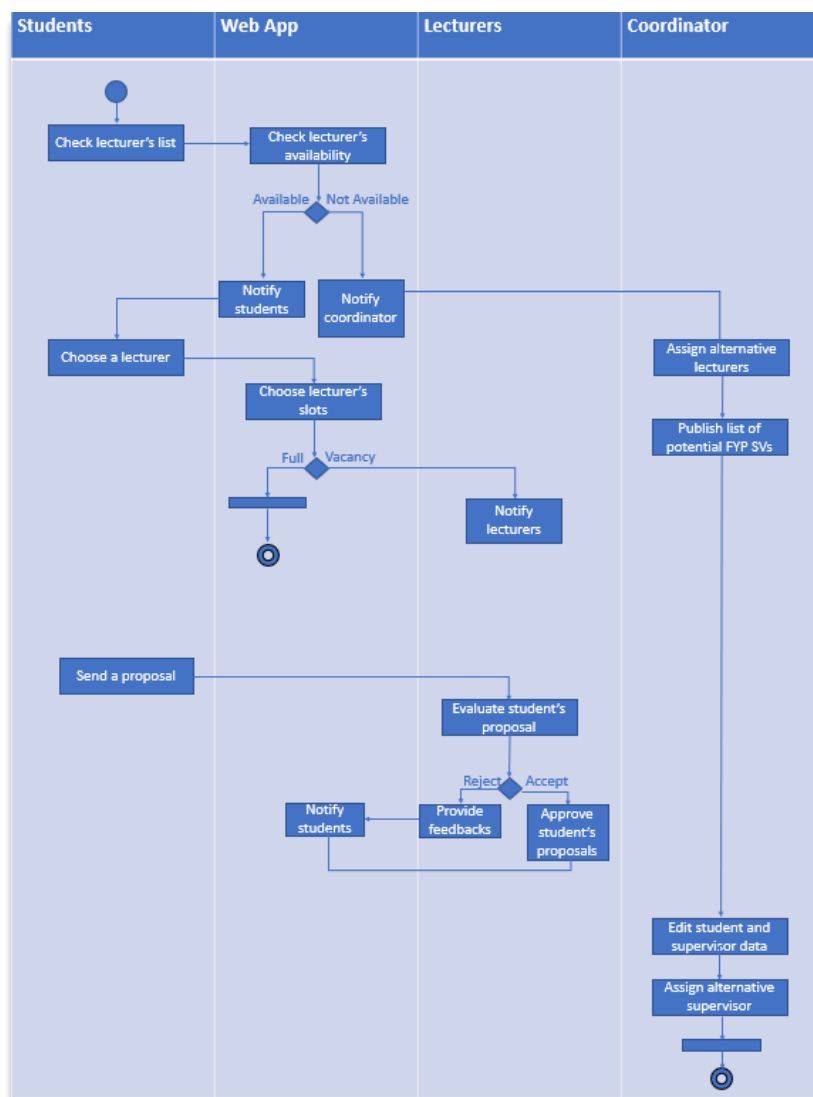 Students
Web App
Lecturers
Coordinator
Check lecturer's list
Check lecturer's
availability
Available
Not Available
Notify
students
Notify
coordinator
Choose a lecturer
Assign alternative
lecturers
Choose lecturer's
slots
Publish list of
potential FYP SVs
Full
Vacancy
Notify
lecturers
Send a proposal
Evaluate student's
proposal
Reject
Accept
Notify
students
Provide
feedbacks
Approve
student's
proposals
Edit student and
supervisor data
Assign alternative
supervisor